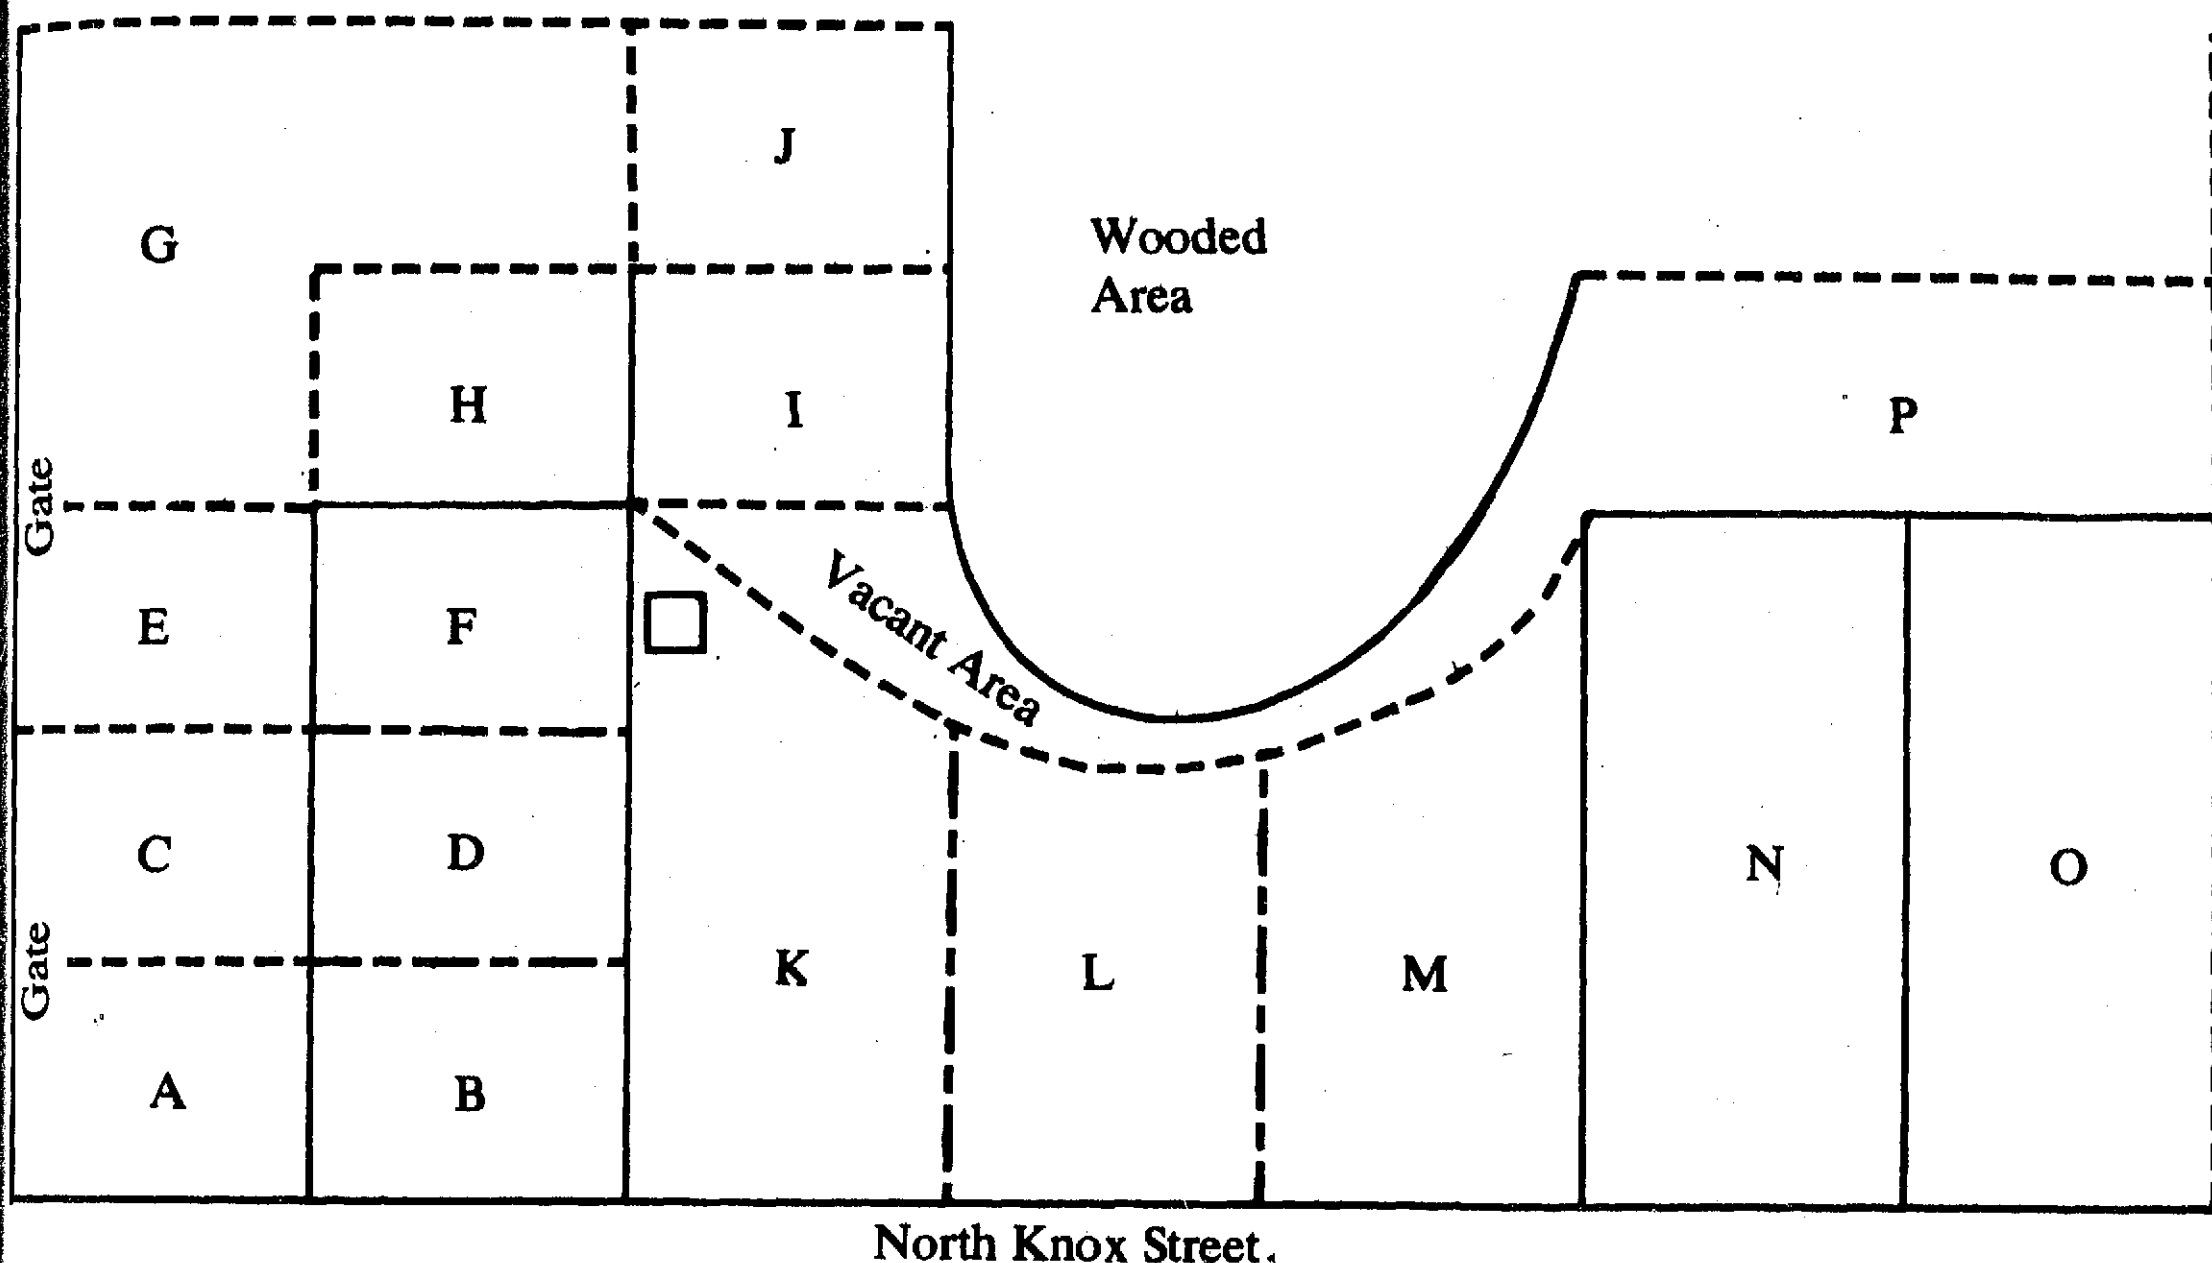 J
G
Wooded
Area
H
I
P
Gate
E
F
Vacant Area
C
D
N
O
Gate
K
L
M
A
B
North Knox Street.